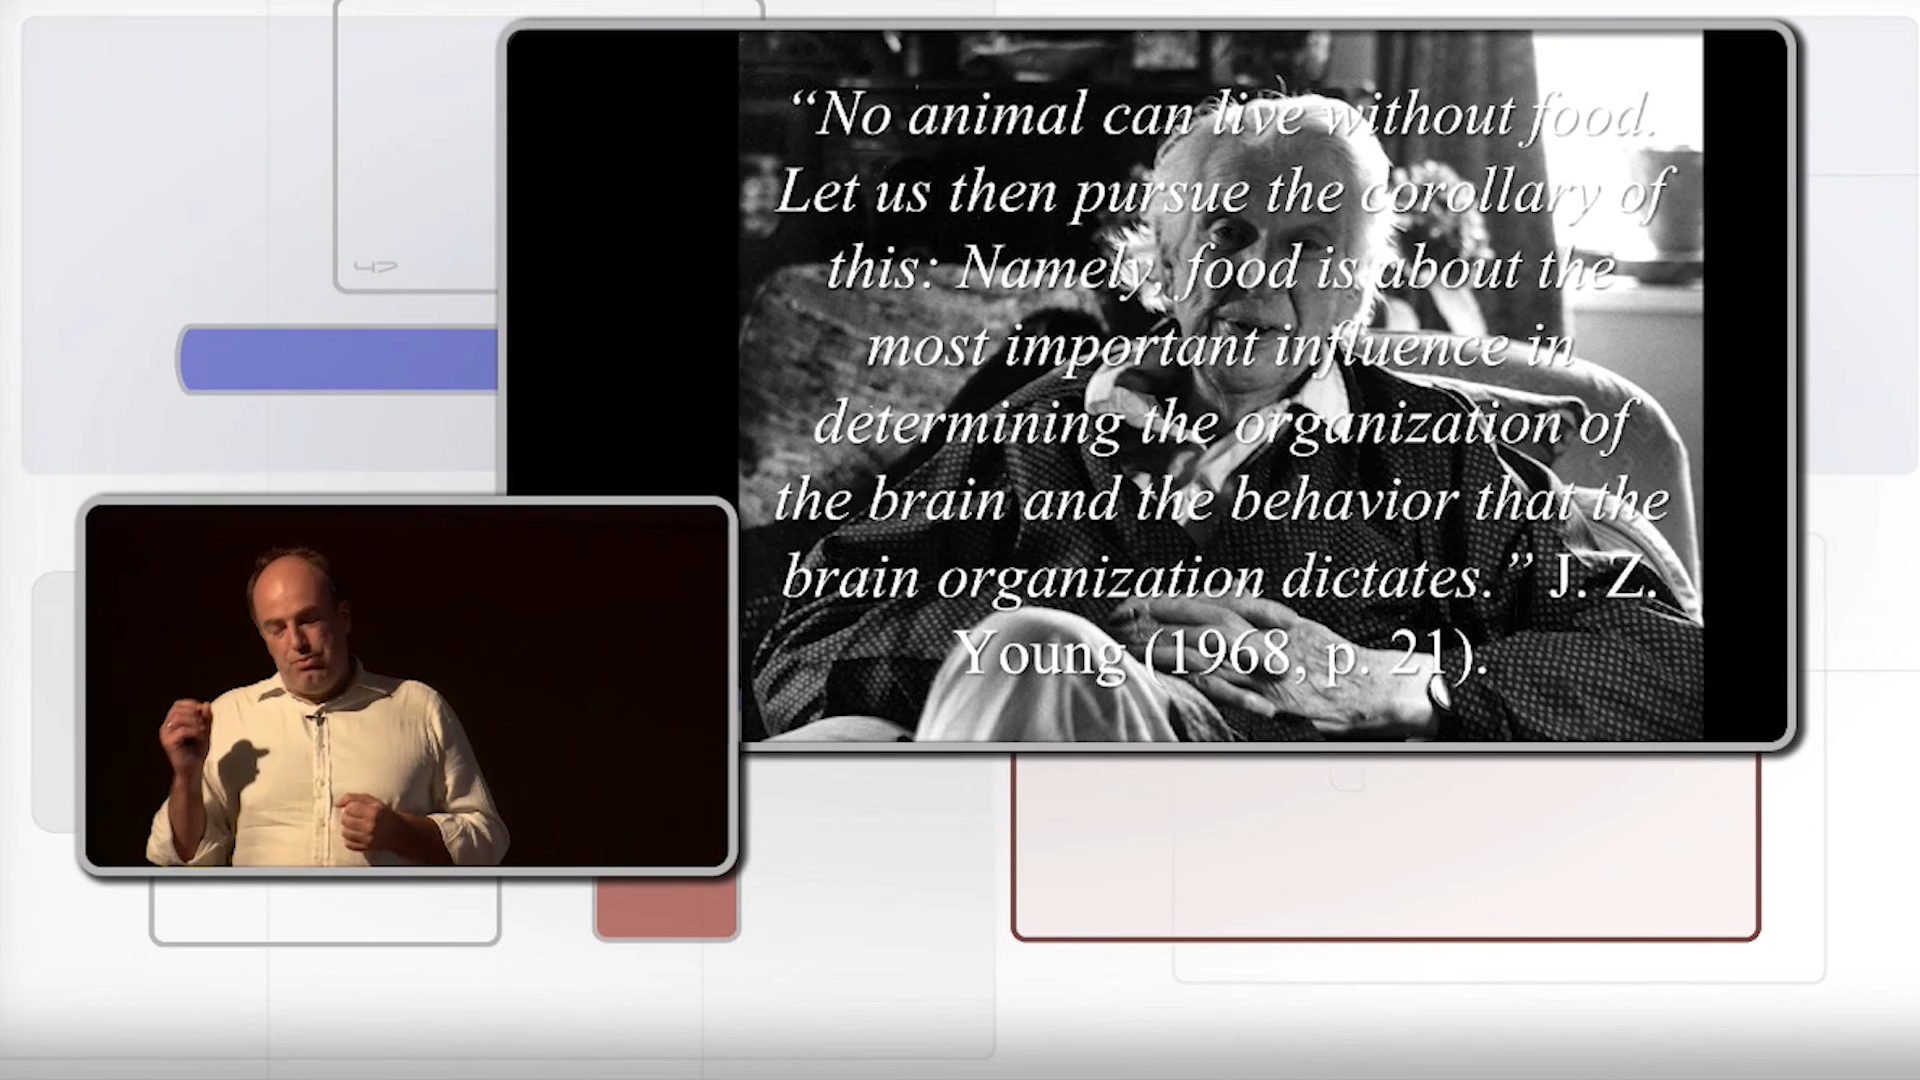 “No animal can live without food.
Let us then pursue the corollary of
this: Namely, food is about the
most important influence in
determining the organization of
the brain and the behavior that the
brain organization dictates.” J. Z.
Young (1968, p. 21).
47